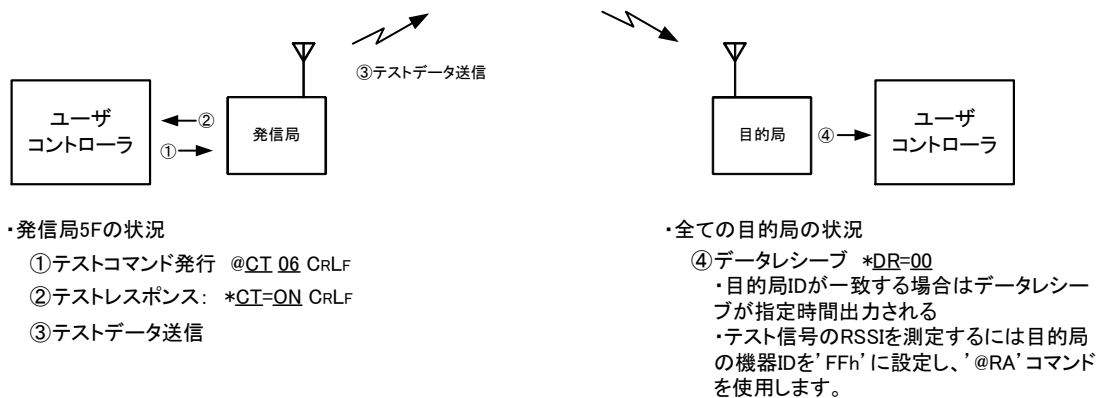 ③テストデータ送信
ユーザ
コントローラ
②
①
発信局
目的局
④
ユーザ
コントローラ
・発信局5Fの状況
①テストコマンド発行 @CT 06 CRLF
②テストレスポンス： *CT=ON CRLF
③テストデータ送信
・全ての目的局の状況
④データレシーブ *DR=00
・目的局IDが一致する場合はデータレシー
ブが指定時間出力される
・テスト信号のRSSIを測定するには目的局
の機器IDを'FFh'に設定し、'@RA'コマンド
を使用します。